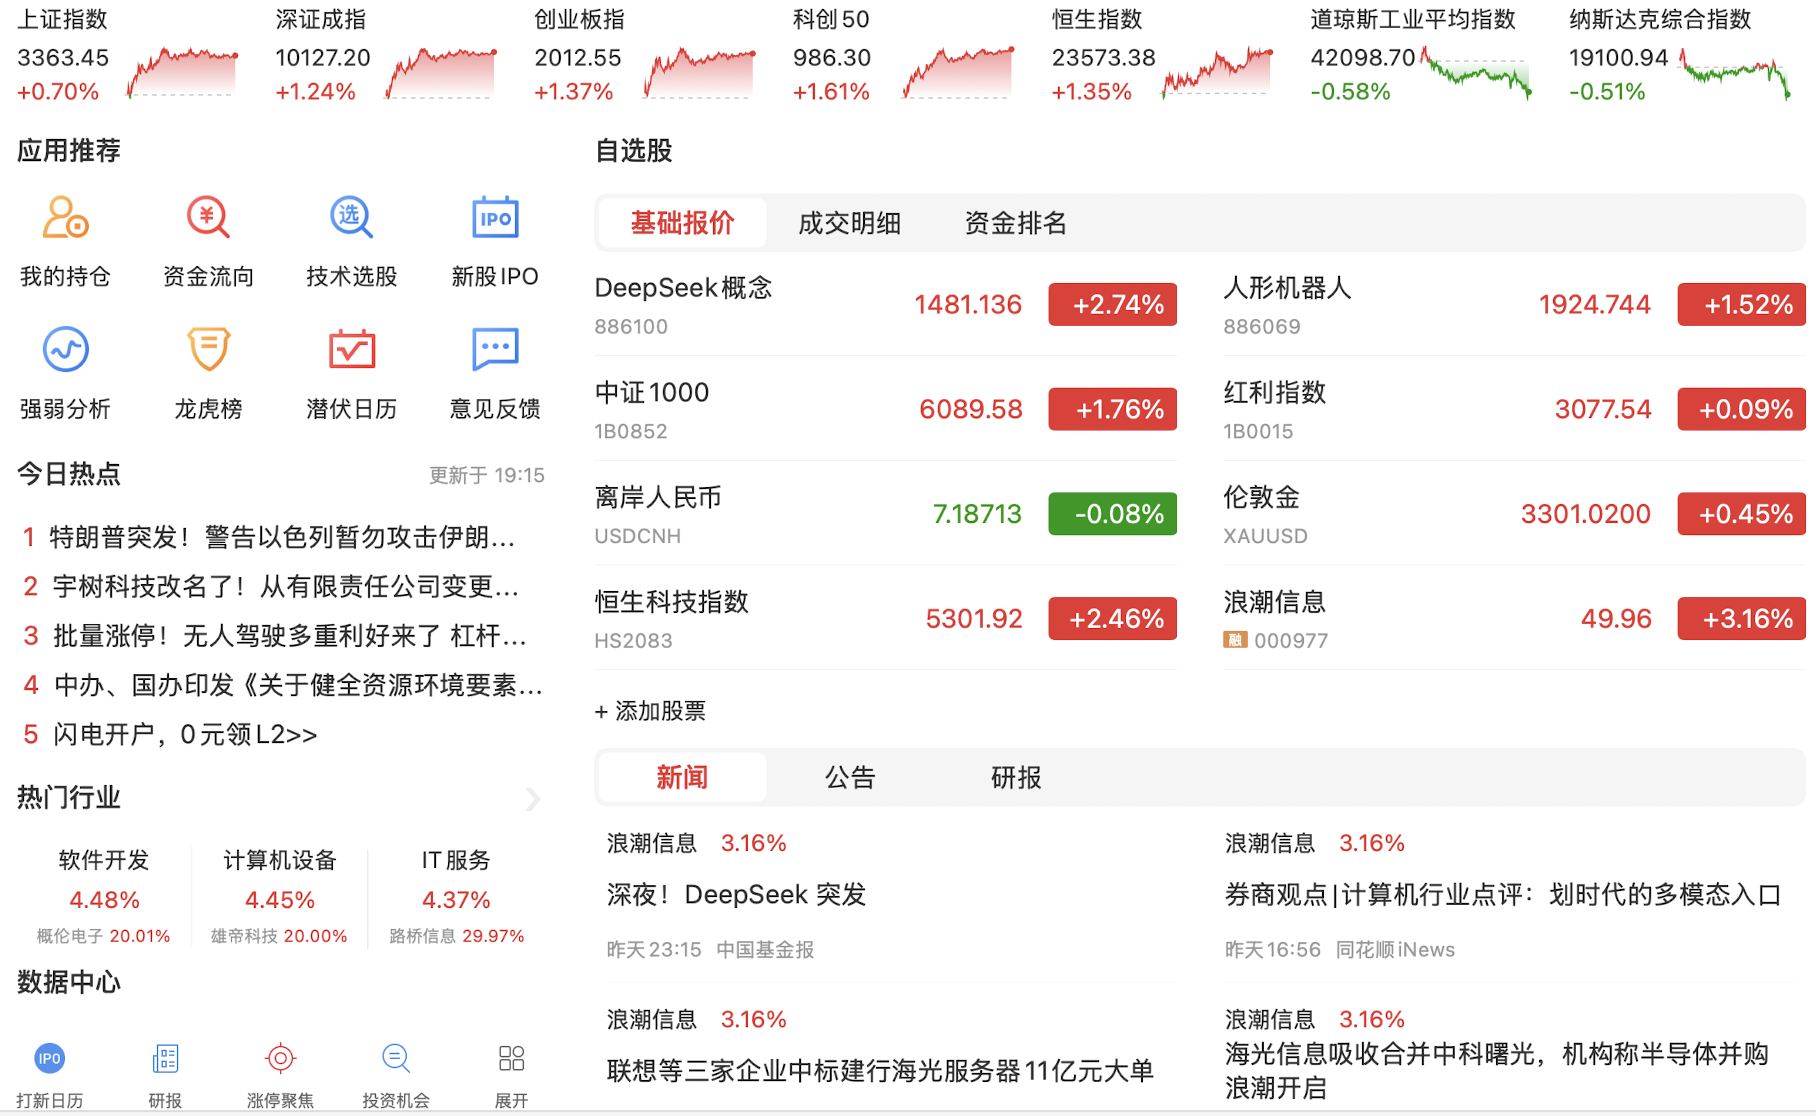 上证指数
3363.45
+0.70%
深证成指
10127.20
+1.24%
创业板指
2012.55
+1.37%
科创50
986.30
+1.61%
恒生指数
23573.38
+1.35%
道琼斯工业平均指数
42098.70
-0.58%
纳斯达克综合指数
19100.94
-0.51%
应用推荐
我的持仓
¥
资金流向
选
技术选股
IPO
新股IPO
强弱分析
龙虎榜
潜伏日历
意见反馈
今日热点 更新于 19:15
1 特朗普突发！警告以色列暂勿攻击伊朗...
2 宇树科技改名了！从有限责任公司变更...
3 批量涨停！无人驾驶多重利好来了 杠杆...
4 中办、国办印发《关于健全资源环境要素...
5 闪电开户，0元领L2>>
热门行业
软件开发
4.48%
概伦电子 20.01%
计算机设备
4.45%
雄帝科技 20.00%
IT服务
4.37%
路桥信息 29.97%
数据中心
IPO
打新日历
研报
涨停聚焦
投资机会
展开
自选股
基础报价 成交明细 资金排名
DeepSeek概念
886100
1481.136 +2.74%
人形机器人
886069
1924.744 +1.52%
中证1000
1B0852
6089.58 +1.76%
红利指数
1B0015
3077.54 +0.09%
离岸人民币
USDCNH
7.18713 -0.08%
伦敦金
XAUUSD
3301.0200 +0.45%
恒生科技指数
HS2083
5301.92 +2.46%
浪潮信息
融 000977
49.96 +3.16%
+ 添加股票
新闻 公告 研报
浪潮信息 3.16%
深夜！DeepSeek 突发
昨天23:15 中国基金报
浪潮信息 3.16%
券商观点|计算机行业点评：划时代的多模态入口
昨天16:56 同花顺iNews
浪潮信息 3.16%
联想等三家企业中标建行海光服务器11亿元大单
浪潮信息 3.16%
海光信息吸收合并中科曙光，机构称半导体并购
浪潮开启